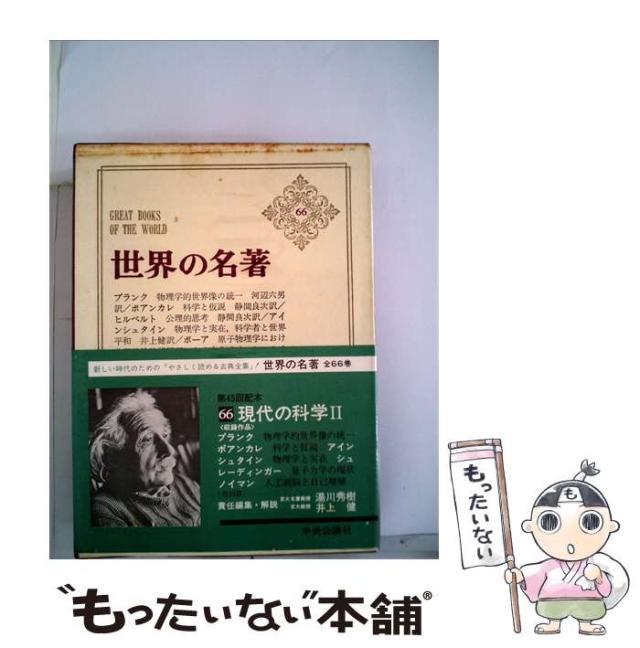 GREAT BOOKS
OF THE WORLD
66
世界の名著
プランク 物理学的世界像の統一 河辺六男
訳/ポアンカレ 科学と仮説 静間良次訳/
ヒルベルト 公理的思考 静間良次訳/アイ
ンシュタイン 物理学と実在，科学者と世界
平和 井上健訳/ボーア 原子物理学におけ
新しい時代のための「やさしく読める古典全集」! 世界の名著 全66巻
第45回配本
66 現代の科学II
〈収録作品〉
プランク 物理学的世界像の統一
ポアンカレ 科学と仮説 アイン
シュタイン 物理学と実在 シュ
レーディンガー 量子力学の現状
ノイマン 人工頭脳と自己増殖
責任編集・解説 京大名誉教授 湯川秀樹
京大教授 井上 健
中央公論社
もったいない
も
“もったいない”本舗®